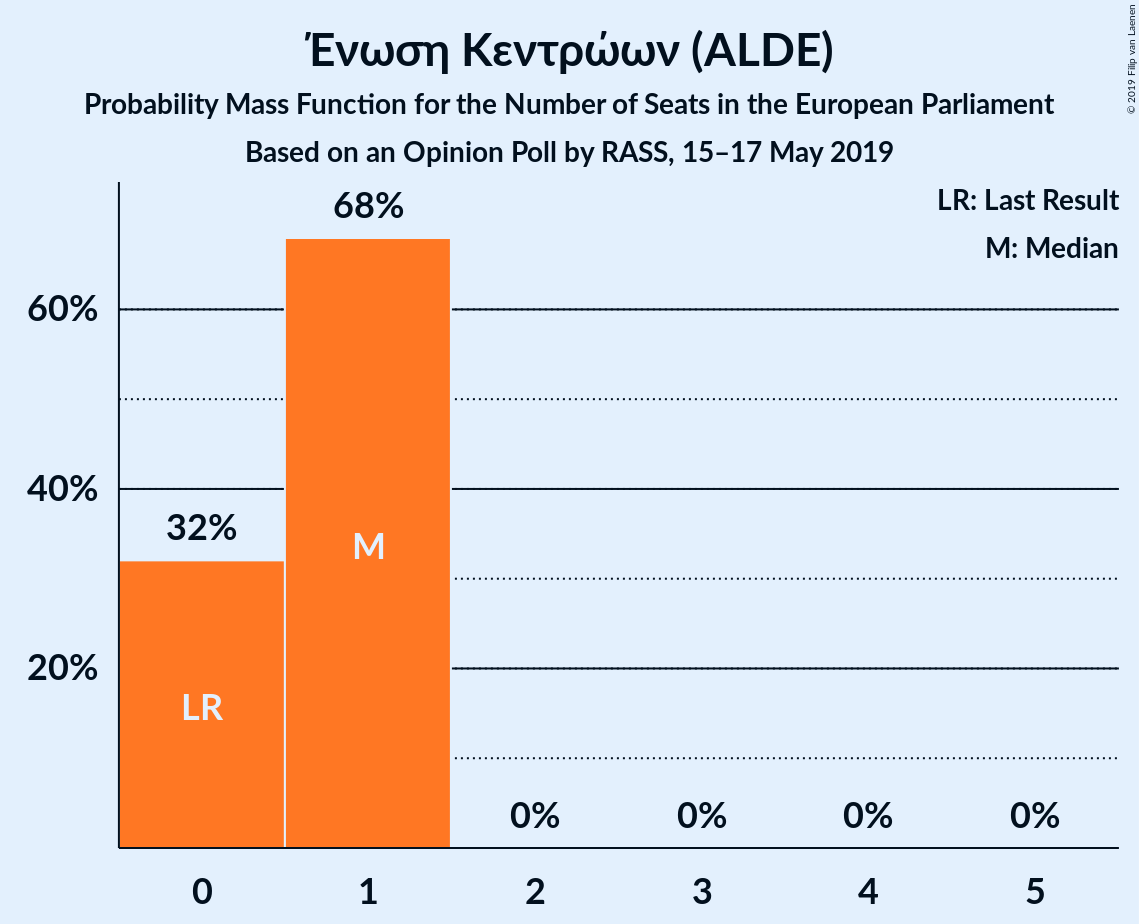 Ένωση Κεντρώων (ALDE)
Probability Mass Function for the Number of Seats in the European Parliament
Based on an Opinion Poll by RASS, 15–17 May 2019
© 2019 Filip van Laenen
LR: Last Result
M: Median
68%
60%
40%
32%
M
20%
LR
0% 0% 0% 0%
0 1 2 3 4 5